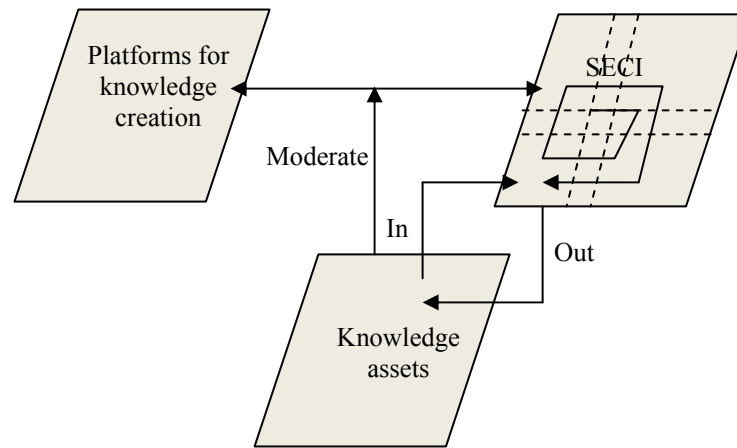 Platforms for
knowledge
creation
SECI
Moderate
In
Out
Knowledge
assets